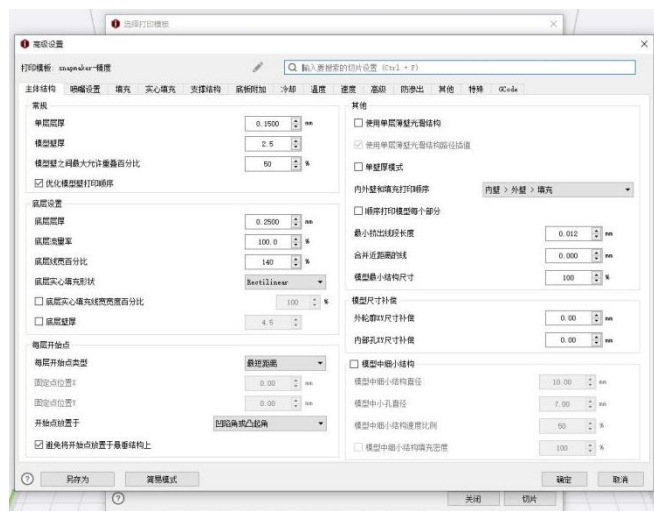 选择打印模板
高级设置
打印模板: snapmaker-精度
输入要搜索的切片设置 (Ctrl + F)
主体结构 喷嘴设置 填充 实心填充 支撑结构 底板附加 冷却 温度 速度 高级 防渗出 其他 特殊 GCode
常规
单层层厚 0.1500 mm
模型壁厚 2.5
模型壁之间最大允许重叠百分比 50 %
优化模型壁打印顺序
底层设置
底层层厚 0.2500 mm
底层流量率 100.0 %
底层线宽百分比 140 %
底层实心填充形状 Rectilinear
底层实心填充线宽宽度百分比 100 %
底层壁厚 4.5
每层开始点
每层开始点类型 最短距离
固定点位置X 0.00 mm
固定点位置Y 0.00 mm
开始点放置于 凹陷角或凸起角
避免将开始点放置于悬垂结构上
其他
使用单层薄壁光滑结构
使用单层薄壁光滑结构路径插值
单壁厚模式
内外壁和填充打印顺序 内壁 > 外壁 > 填充
顺序打印模型每个部分
最小挤出线段长度 0.012 mm
合并近距离的线 0.000 mm
模型最小结构尺寸 100 %
模型尺寸补偿
外轮廓XY尺寸补偿 0.00 mm
内部孔XY尺寸补偿 0.00 mm
模型中细小结构
模型中细小结构直径 10.00 mm
模型中小孔直径 7.00 mm
模型中细小结构速度比例 50 %
模型中细小结构填充密度 100 %
另存为 简易模式 确定 取消
关闭 切片